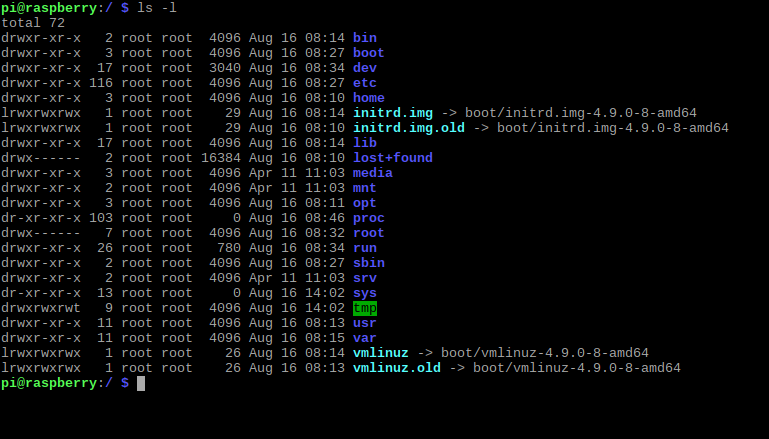 pi@raspberry:/ $ ls -l
total 72
drwxr-xr-x   2 root root  4096 Aug 16 08:14 bin
drwxr-xr-x   3 root root  4096 Aug 16 08:27 boot
drwxr-xr-x  17 root root  3040 Aug 16 08:34 dev
drwxr-xr-x 116 root root  4096 Aug 16 08:27 etc
drwxr-xr-x   3 root root  4096 Aug 16 08:10 home
lrwxrwxrwx   1 root root    29 Aug 16 08:14 initrd.img -> boot/initrd.img-4.9.0-8-amd64
lrwxrwxrwx   1 root root    29 Aug 16 08:10 initrd.img.old -> boot/initrd.img-4.9.0-8-amd64
drwxr-xr-x  17 root root  4096 Aug 16 08:14 lib
drwx------   2 root root 16384 Aug 16 08:10 lost+found
drwxr-xr-x   3 root root  4096 Apr 11 11:03 media
drwxr-xr-x   2 root root  4096 Apr 11 11:03 mnt
drwxr-xr-x   3 root root  4096 Aug 16 08:11 opt
dr-xr-xr-x 103 root root     0 Aug 16 08:46 proc
drwx------   7 root root  4096 Aug 16 08:32 root
drwxr-xr-x  26 root root   780 Aug 16 08:34 run
drwxr-xr-x   2 root root  4096 Aug 16 08:27 sbin
drwxr-xr-x   2 root root  4096 Apr 11 11:03 srv
dr-xr-xr-x  13 root root     0 Aug 16 14:02 sys
drwxrwxrwt   9 root root  4096 Aug 16 14:02 tmp
drwxr-xr-x  11 root root  4096 Aug 16 08:13 usr
drwxr-xr-x  11 root root  4096 Aug 16 08:15 var
lrwxrwxrwx   1 root root    26 Aug 16 08:14 vmlinuz -> boot/vmlinuz-4.9.0-8-amd64
lrwxrwxrwx   1 root root    26 Aug 16 08:13 vmlinuz.old -> boot/vmlinuz-4.9.0-8-amd64
pi@raspberry:/ $